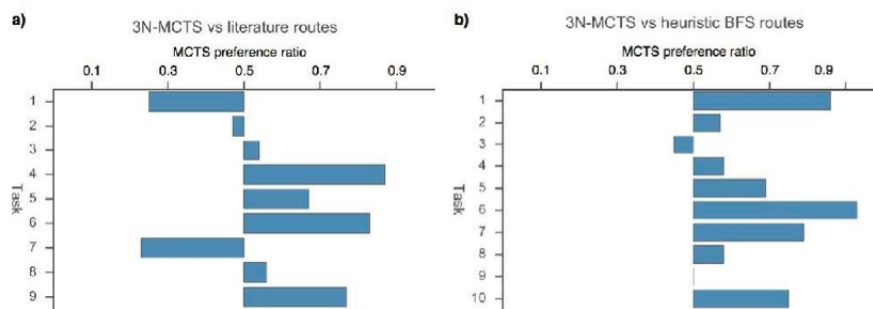 a)
3N-MCTS vs literature routes
MCTS preference ratio
0.1 0.3 0.5 0.7 0.9
1
2
3
4
5
6
7
8
9
Task
b)
3N-MCTS vs heuristic BFS routes
MCTS preference ratio
0.1 0.3 0.5 0.7 0.9
1
2
3
4
5
6
7
8
9
10
Task